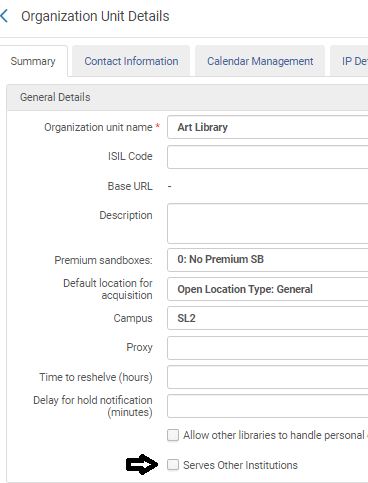 Organization Unit Details
Summary
Contact Information
Calendar Management
IP De
General Details
Organization unit name * Art Library
ISIL Code
Base URL -
Description
Premium sandboxes: 0: No Premium SB
Default location for
acquisition Open Location Type: General
Campus SL2
Proxy
Time to reshelve (hours)
Delay for hold notification
(minutes)
Allow other libraries to handle personal
Serves Other Institutions